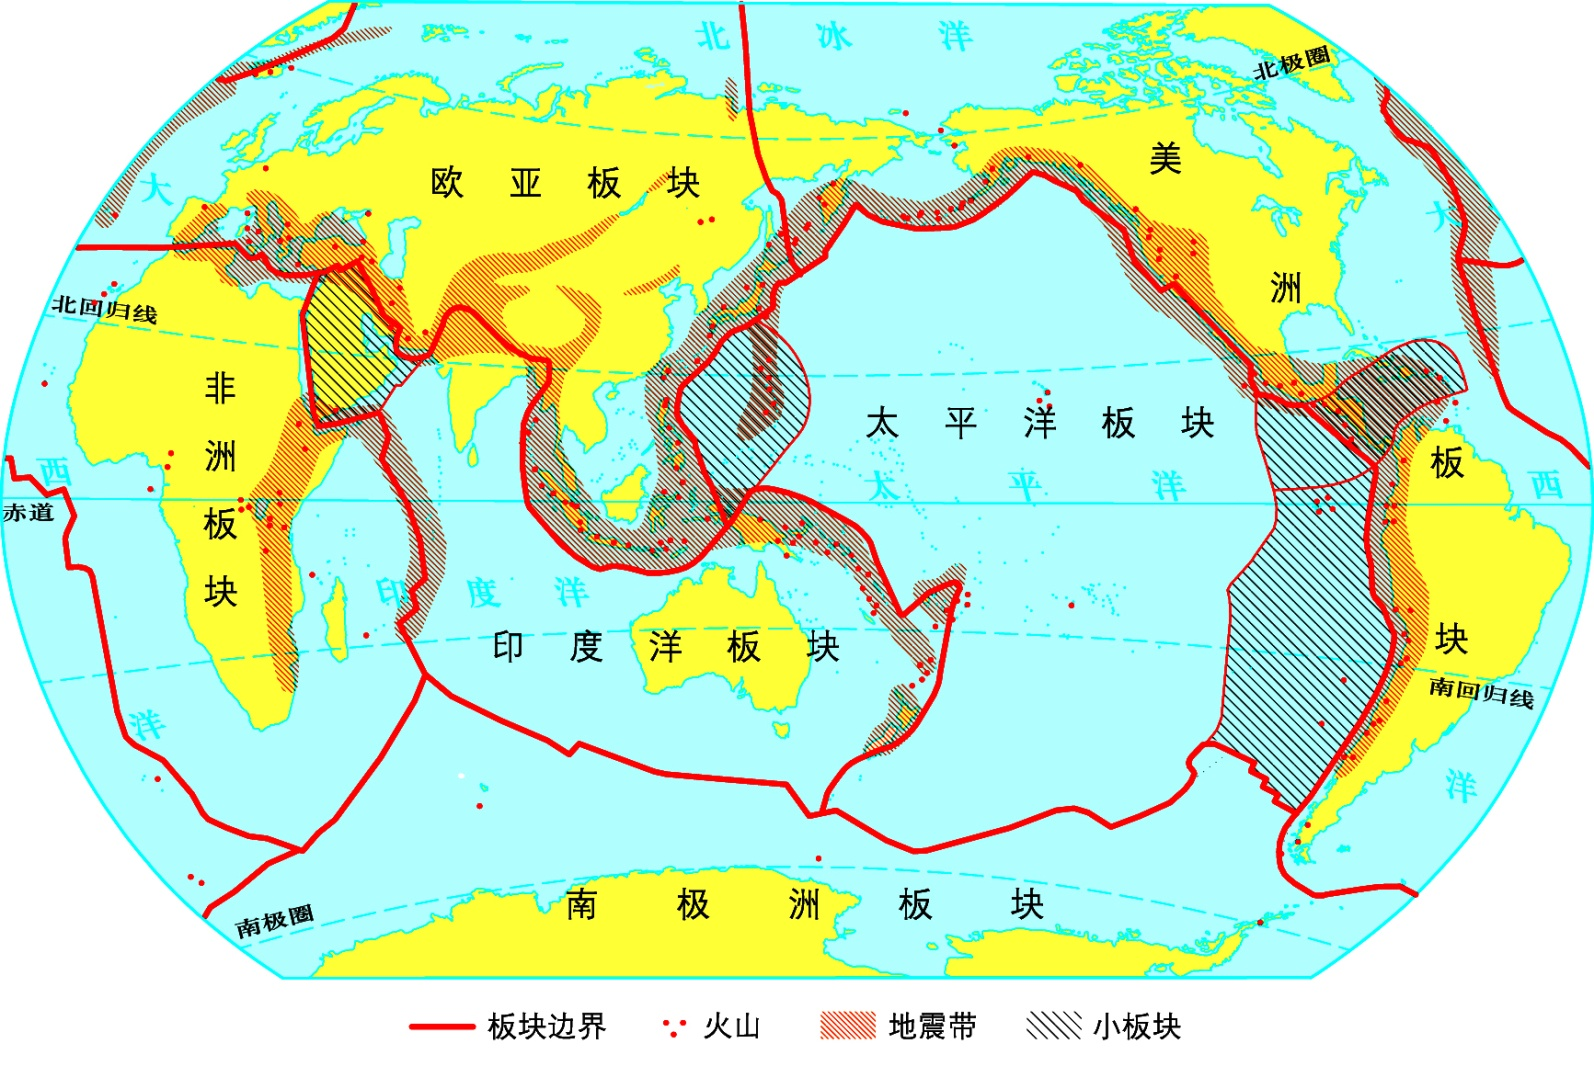 北冰洋
北极圈
美
欧亚板块
大
大
洲
北回归线
非
洲
板
块
太平洋板块
板
西
太平洋
西
赤道
印度洋
印度洋板块
块
南回归线
洋
洋
南极洲板块
南极圈
板块边界
火山
地震带
小板块